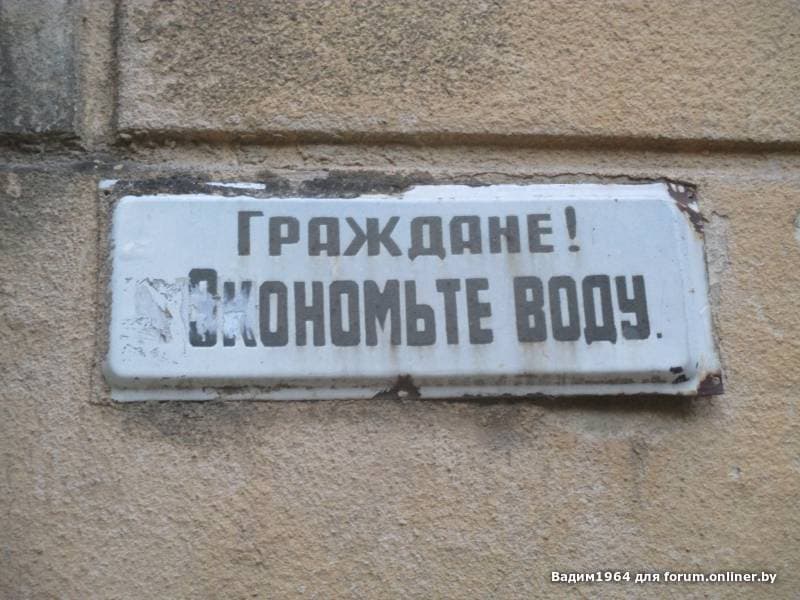 Граждане!
Экономьте воду.
Вадим1964 для forum.onliner.by